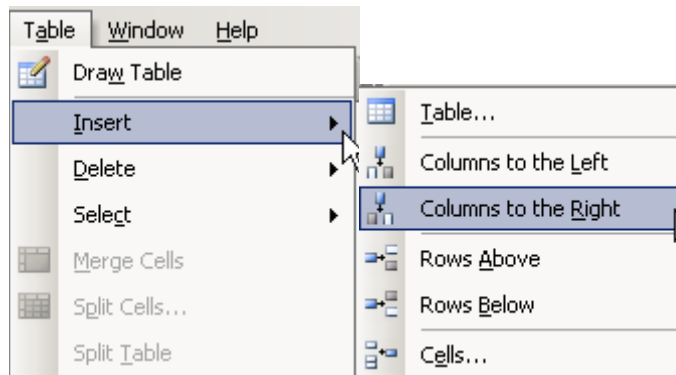 Table Window Help
Draw Table
Insert
Delete
Select
Merge Cells
Split Cells...
Split Table
Table...
Columns to the Left
Columns to the Right
Rows Above
Rows Below
Cells...